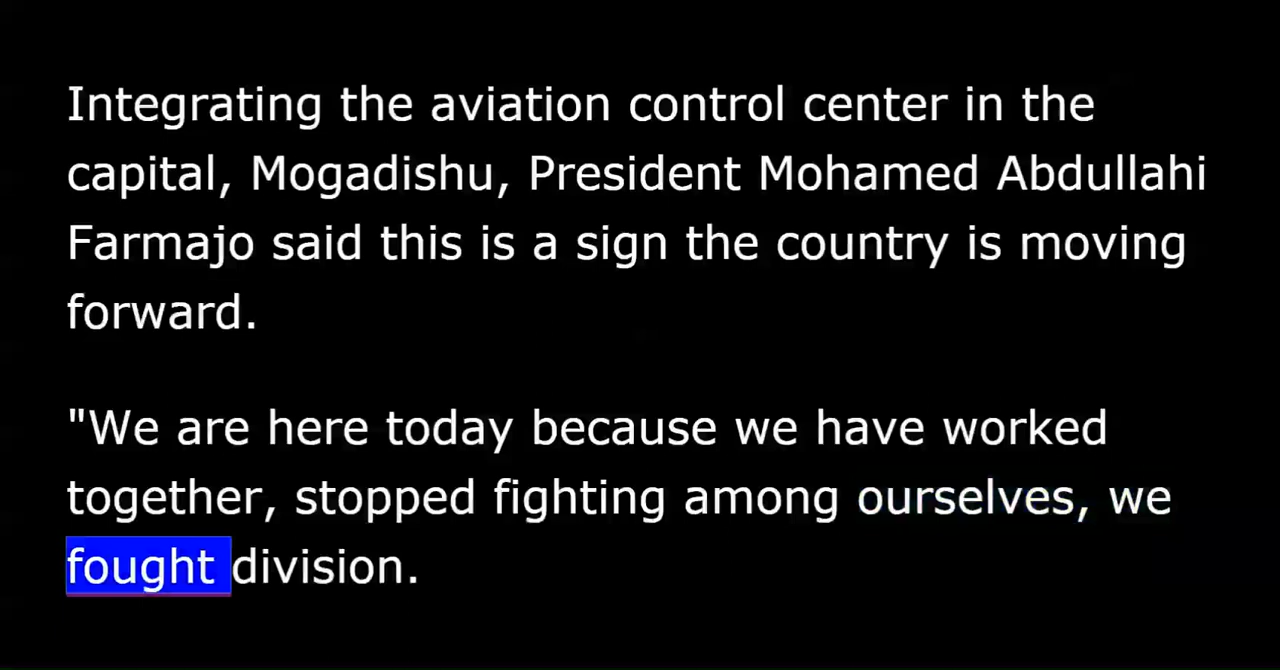 Integrating the aviation control center in the
capital, Mogadishu, President Mohamed Abdullahi
Farmajo said this is a sign the country is moving
forward.
"We are here today because we have worked
together, stopped fighting among ourselves, we
fought division.